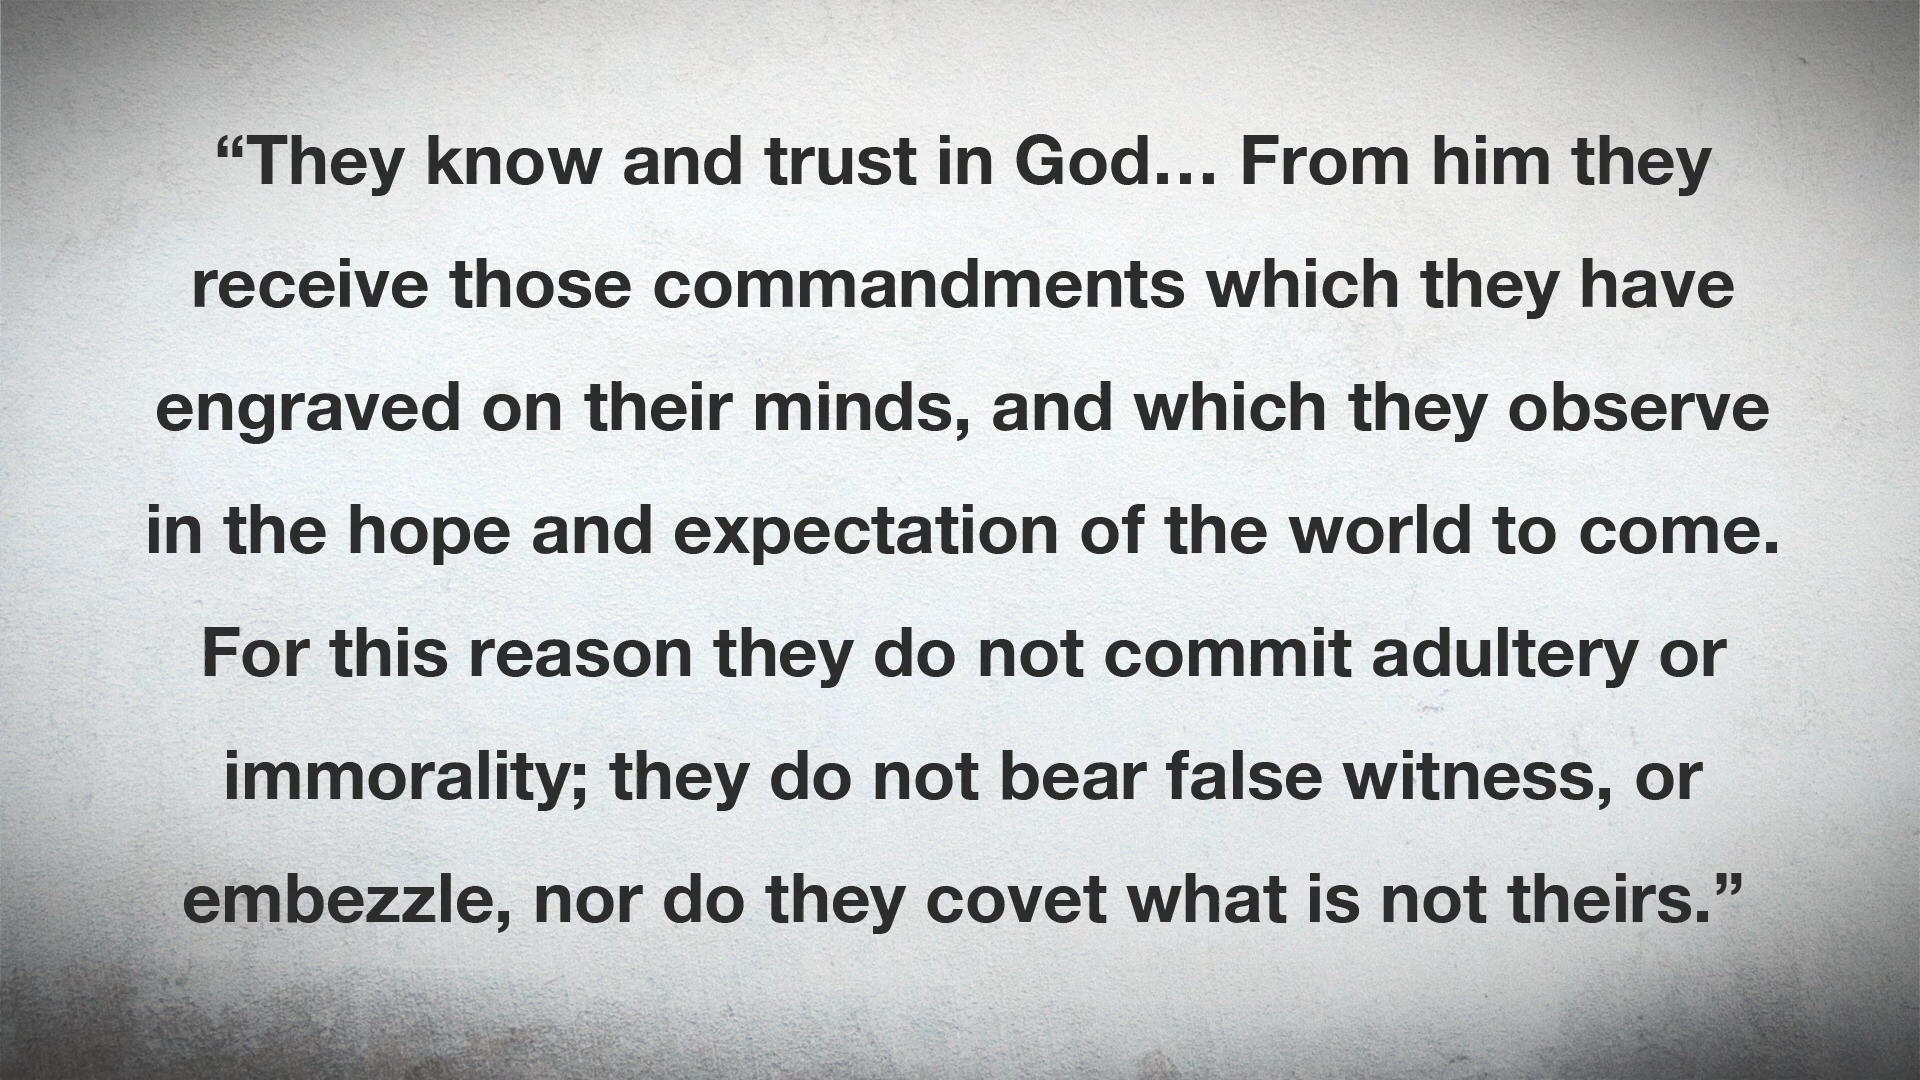 “They know and trust in God… From him they
receive those commandments which they have
engraved on their minds, and which they observe
in the hope and expectation of the world to come.
For this reason they do not commit adultery or
immorality; they do not bear false witness, or
embezzle, nor do they covet what is not theirs.”